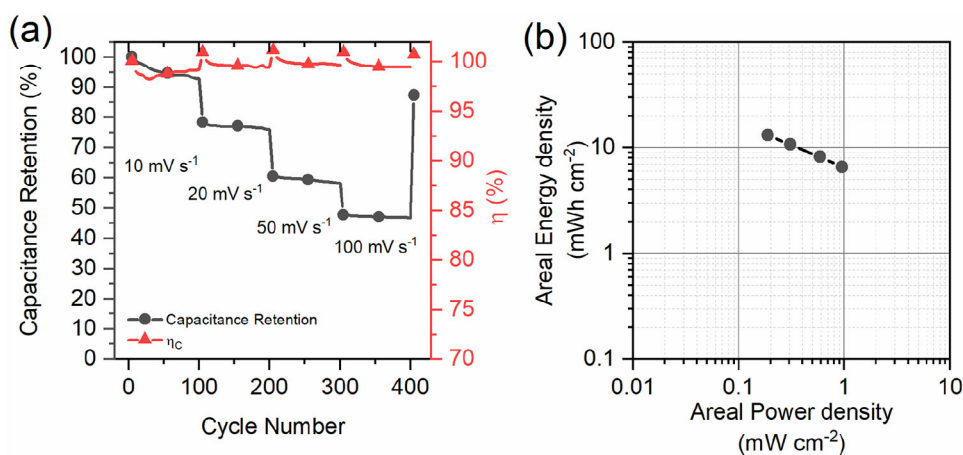 (a)
Capacitance Retention (%)
100
90
80
70
60
50
40
30
20
10
0
10 mV s⁻¹
20 mV s⁻¹
50 mV s⁻¹
100 mV s⁻¹
Capacitance Retention
ηC
0 100 200 300 400
Cycle Number
100
95
90
85
80
75
70
η (%)
(b)
Areal Energy density
(mWh cm⁻²)
100
10
1
0.1
0.01 0.1 1 10
Areal Power density
(mW cm⁻²)